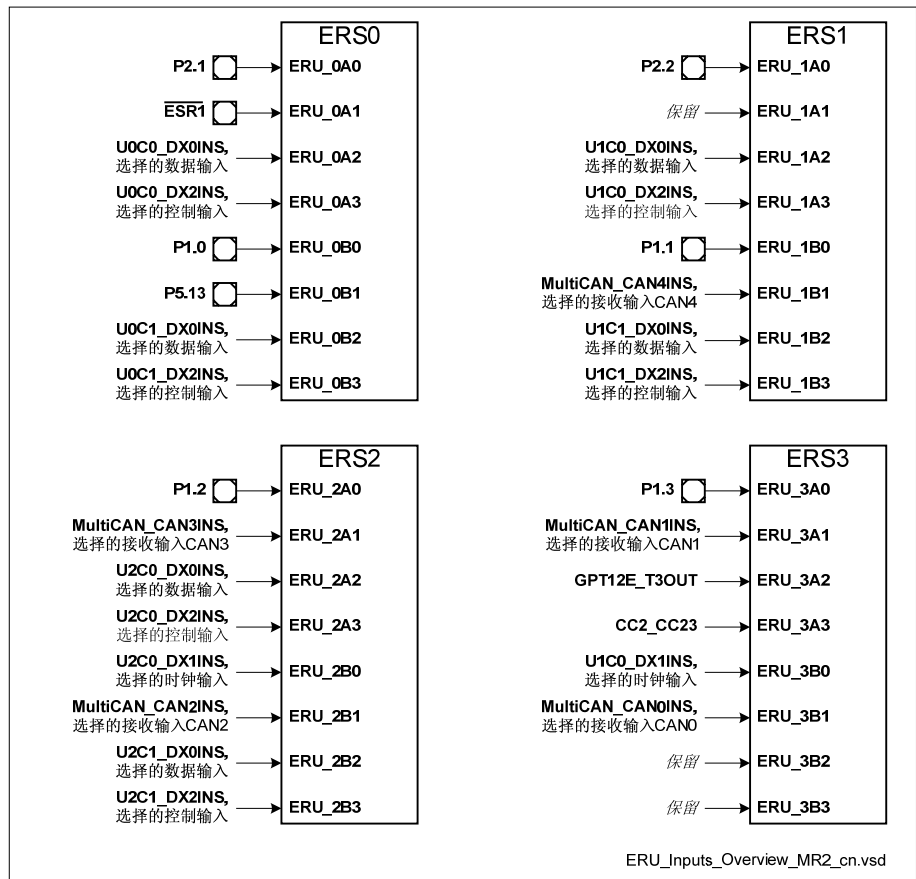 ERS0
P2.1
ERU_0A0
ESR1
ERU_0A1
U0C0_DX0INS,
选择的数据输入
ERU_0A2
U0C0_DX2INS,
选择的控制输入
ERU_0A3
P1.0
ERU_0B0
P5.13
ERU_0B1
U0C1_DX0INS,
选择的数据输入
ERU_0B2
U0C1_DX2INS,
选择的控制输入
ERU_0B3
ERS1
P2.2
ERU_1A0
保留
ERU_1A1
U1C0_DX0INS,
选择的数据输入
ERU_1A2
U1C0_DX2INS,
选择的控制输入
ERU_1A3
P1.1
ERU_1B0
MultiCAN_CAN4INS,
选择的接收输入CAN4
ERU_1B1
U1C1_DX0INS,
选择的数据输入
ERU_1B2
U1C1_DX2INS,
选择的控制输入
ERU_1B3
ERS2
P1.2
ERU_2A0
MultiCAN_CAN3INS,
选择的接收输入CAN3
ERU_2A1
U2C0_DX0INS,
选择的数据输入
ERU_2A2
U2C0_DX2INS,
选择的控制输入
ERU_2A3
U2C0_DX1INS,
选择的时钟输入
ERU_2B0
MultiCAN_CAN2INS,
选择的接收输入CAN2
ERU_2B1
U2C1_DX0INS,
选择的数据输入
ERU_2B2
U2C1_DX2INS,
选择的控制输入
ERU_2B3
ERS3
P1.3
ERU_3A0
MultiCAN_CAN1INS,
选择的接收输入CAN1
ERU_3A1
GPT12E_T3OUT
ERU_3A2
CC2_CC23
ERU_3A3
U1C0_DX1INS,
选择的时钟输入
ERU_3B0
MultiCAN_CAN0INS,
选择的接收输入CAN0
ERU_3B1
保留
ERU_3B2
保留
ERU_3B3
ERU_Inputs_Overview_MR2_cn.vsd